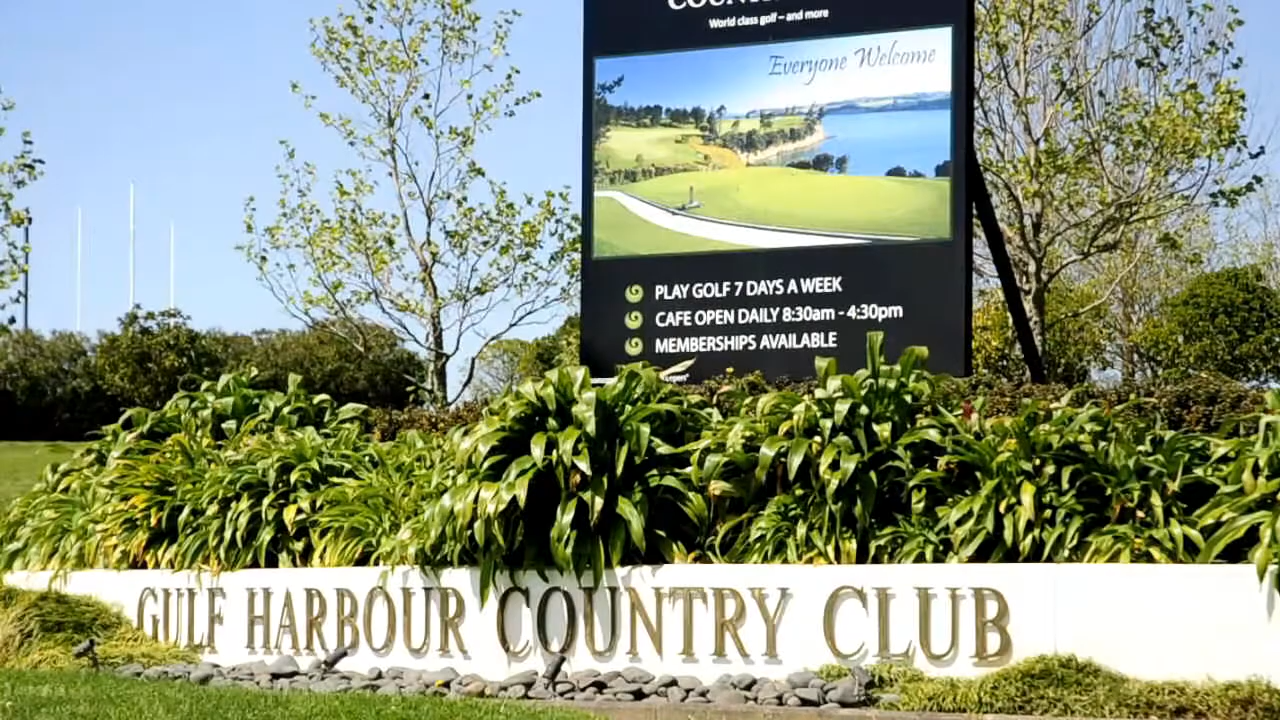 World class golf – and more
Everyone Welcome
PLAY GOLF 7 DAYS A WEEK
CAFE OPEN DAILY 8:30am - 4:30pm
MEMBERSHIPS AVAILABLE
GULF HARBOUR COUNTRY CLUB